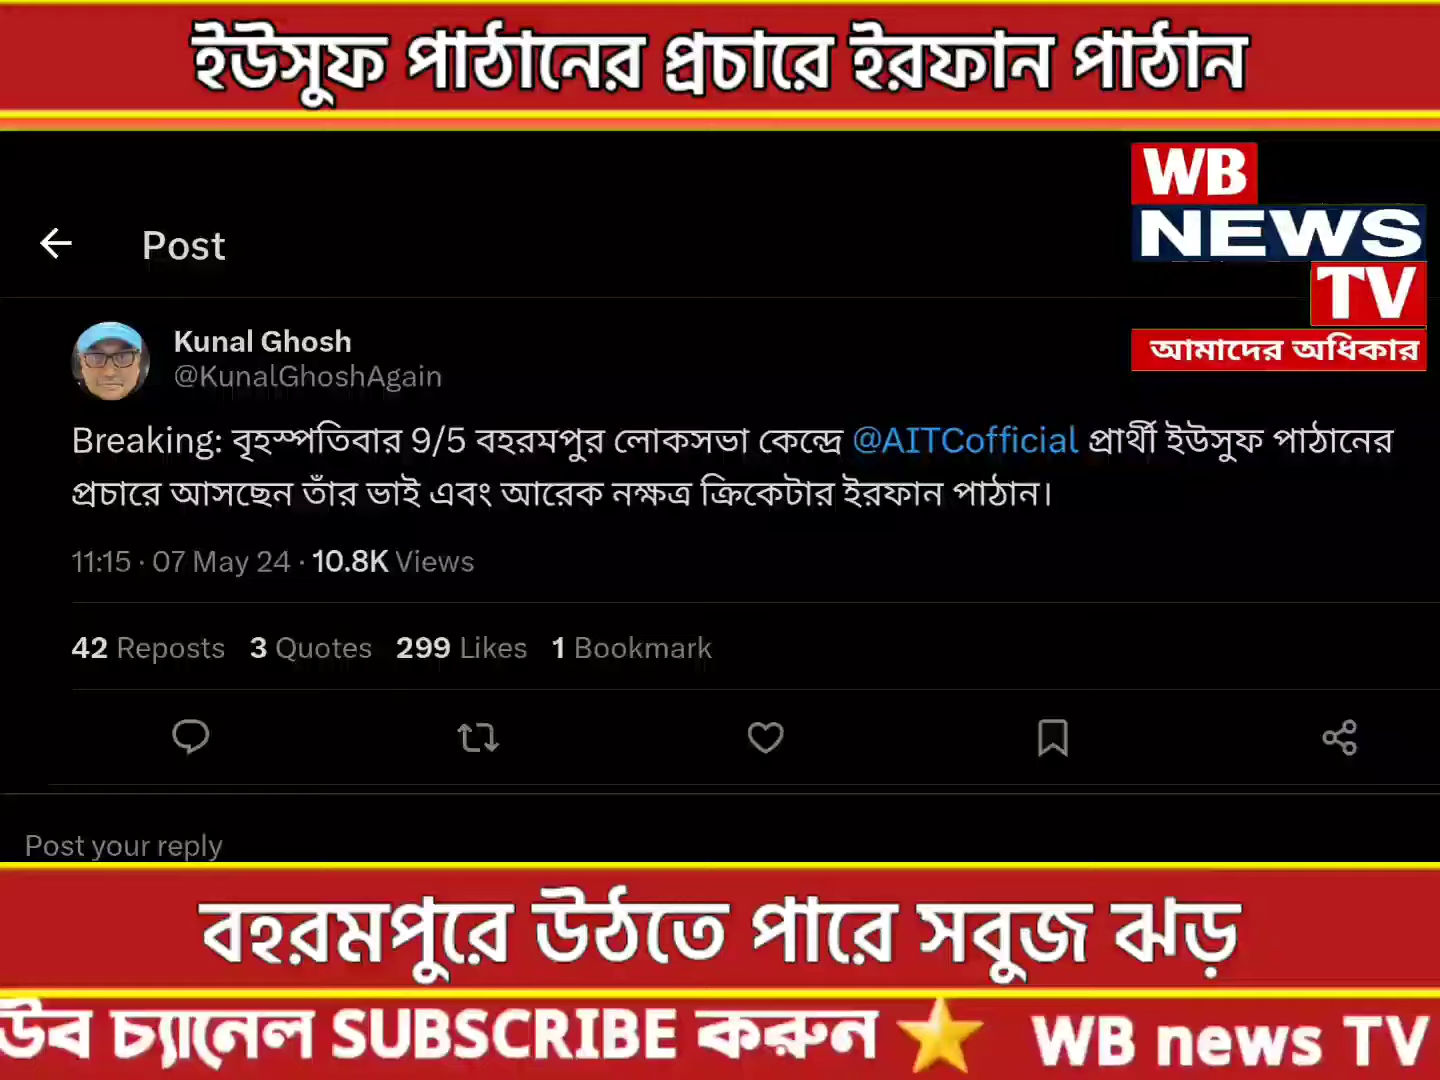 ইউসুফ পাঠানের প্রচারে ইরফান পাঠান
WB
NEWS
TV
আমাদের অধিকার
Post
Kunal Ghosh
@KunalGhoshAgain
Breaking: বৃহস্পতিবার 9/5 বহরমপুর লোকসভা কেন্দ্রে @AITCofficial প্রার্থী ইউসুফ পাঠানের
প্রচারে আসছেন তাঁর ভাই এবং আরেক নক্ষত্র ক্রিকেটার ইরফান পাঠান।
11:15 · 07 May 24 · 10.8K Views
42 Reposts 3 Quotes 299 Likes 1 Bookmark
Post your reply
বহরমপুরে উঠতে পারে সবুজ ঝড়
উব চ্যানেল SUBSCRIBE করুন ⭐ WB news TV